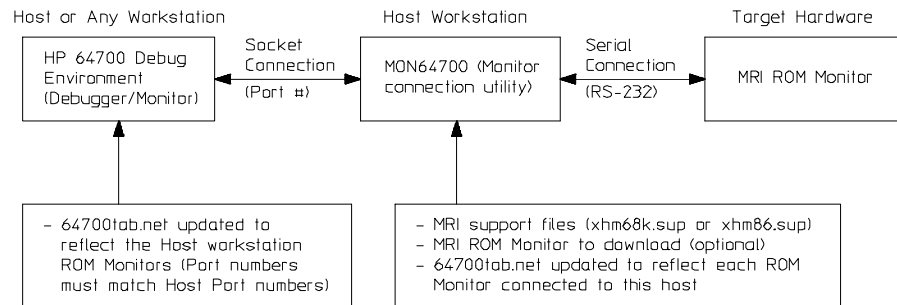 Host or Any Workstation
Host Workstation
Target Hardware
HP 64700 Debug
Environment
(Debugger/Monitor)
Socket
Connection
(Port #)
MON64700 (Monitor
connection utility)
Serial
Connection
(RS-232)
MRI ROM Monitor
- 64700tab.net updated to
reflect the Host workstation
ROM Monitors (Port numbers
must match Host Port numbers)
- MRI support files (xhm68k.sup or xhm86.sup)
- MRI ROM Monitor to download (optional)
- 64700tab.net updated to reflect each ROM
Monitor connected to this host